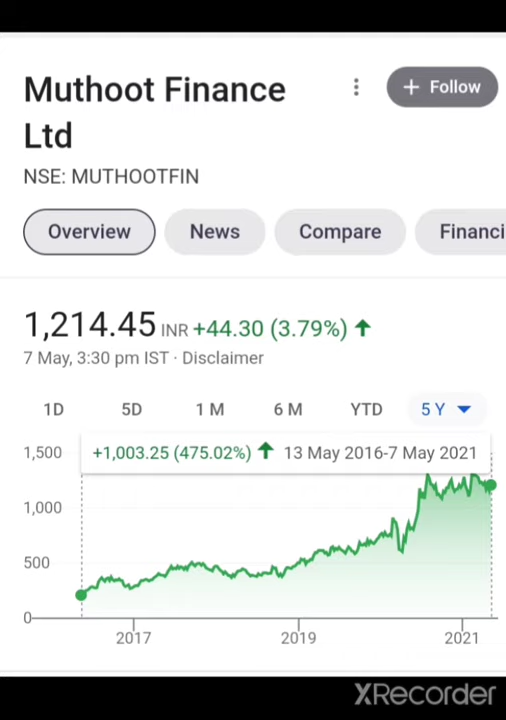 Muthoot Finance
Ltd
+ Follow
NSE: MUTHOOTFIN
Overview News Compare Financi
1,214.45 INR +44.30 (3.79%) ↑
7 May, 3:30 pm IST · Disclaimer
1D 5D 1 M 6 M YTD 5 Y
+1,003.25 (475.02%) ↑ 13 May 2016-7 May 2021
1,500
1,000
500
0
2017 2019 2021
XRecorder